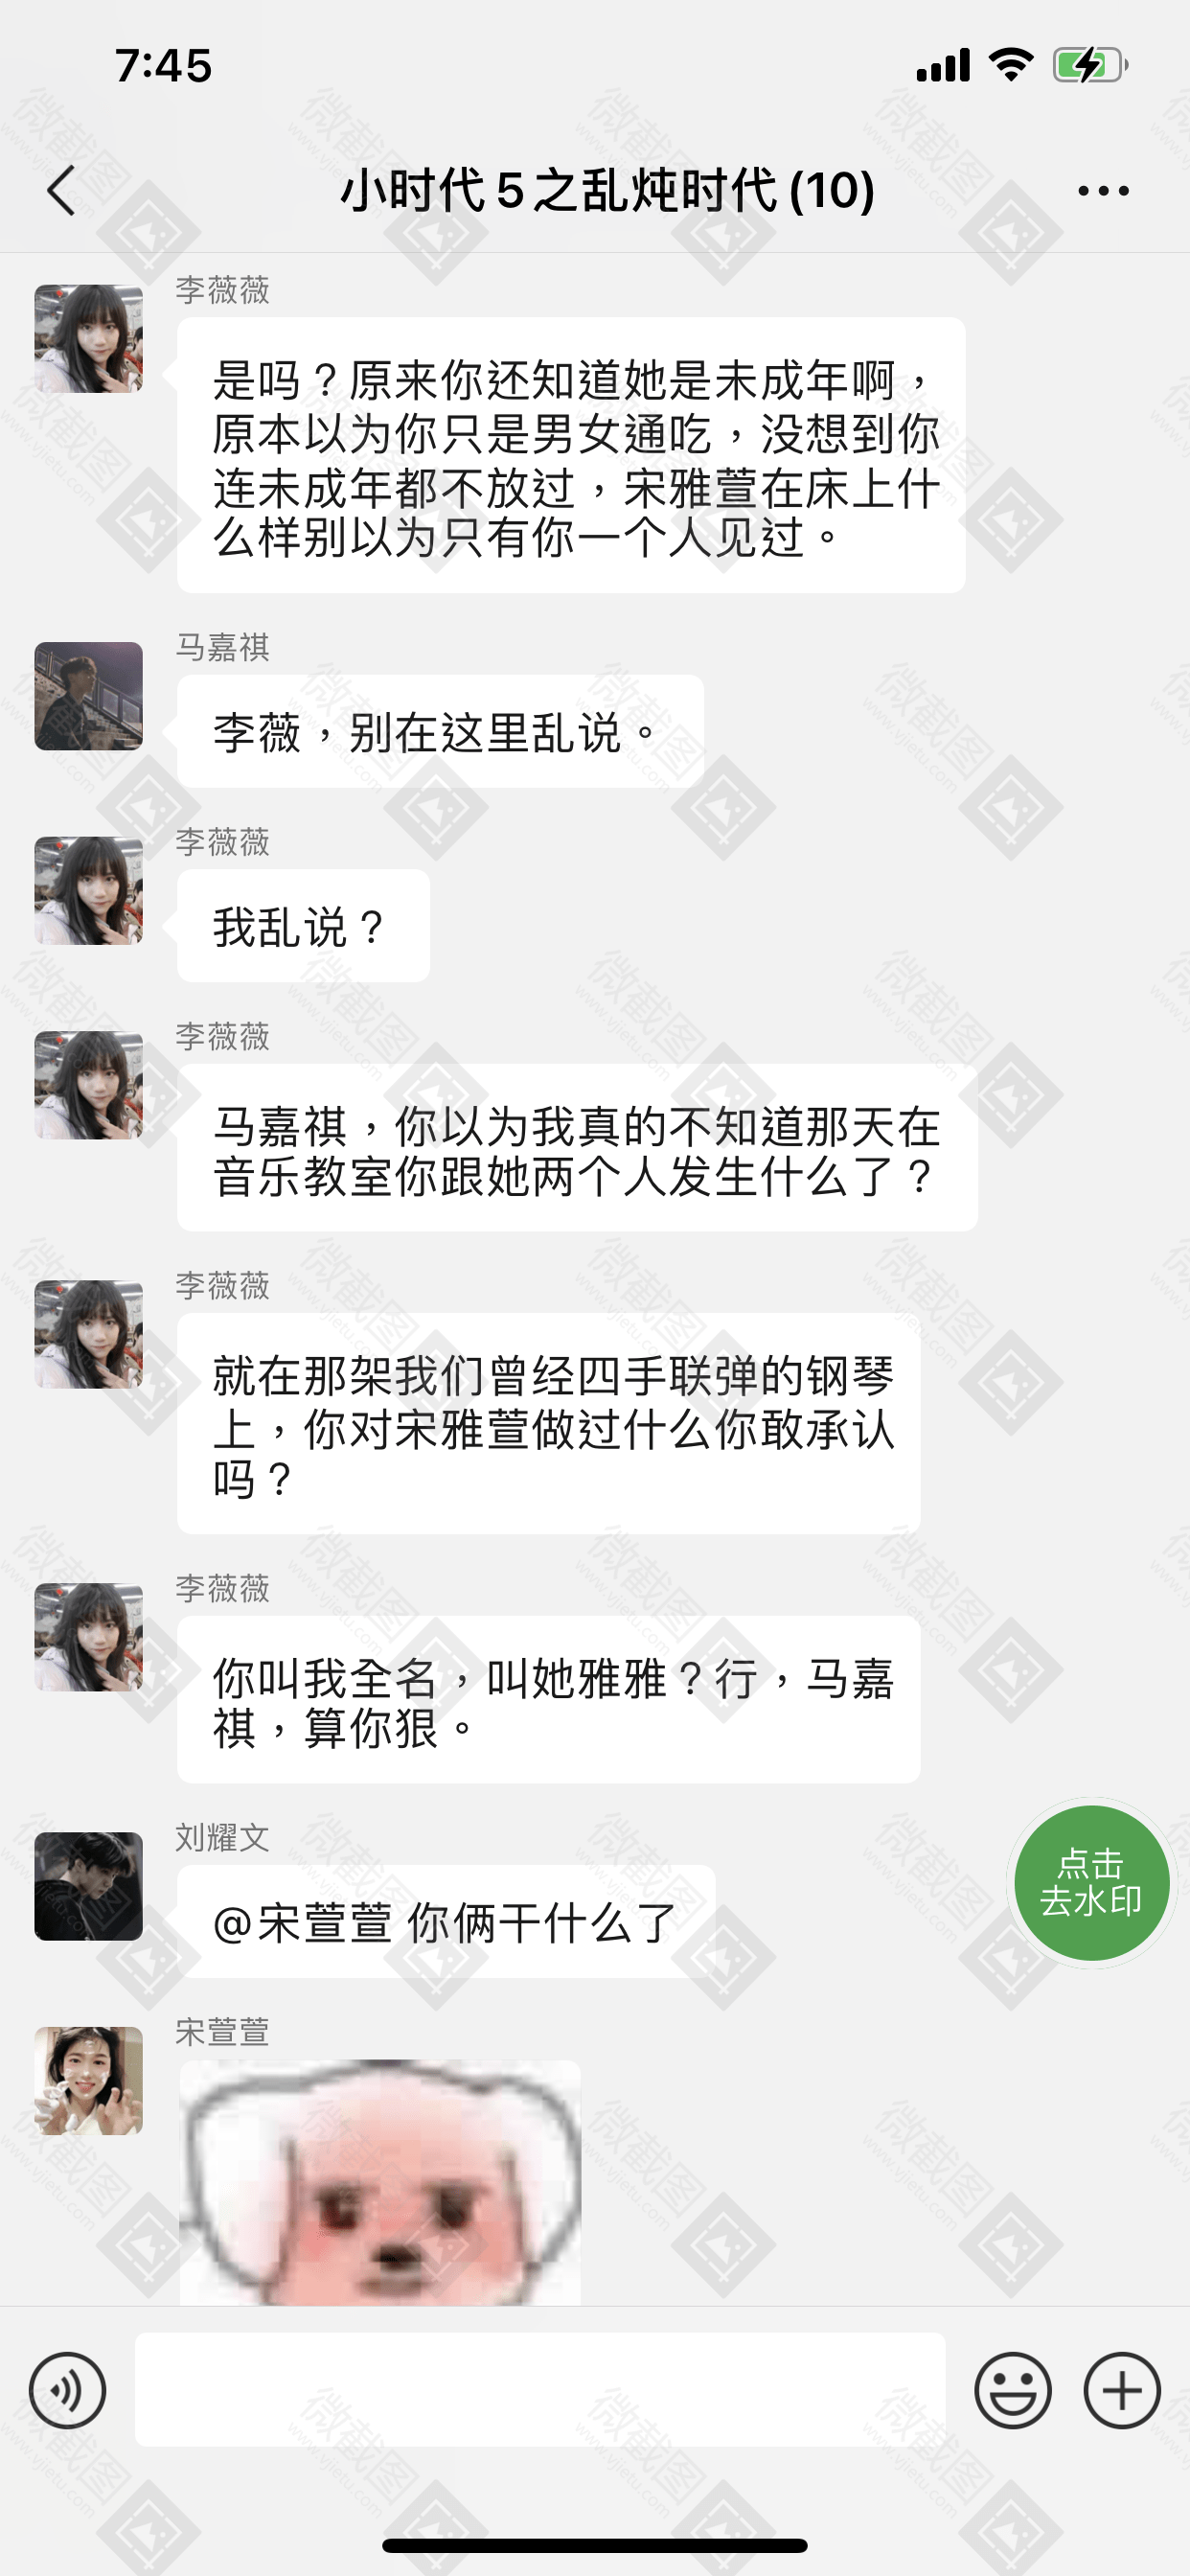 7:45
小时代 5 之乱炖时代 (10)
李薇薇
是吗？原来你还知道她是未成年啊，
原本以为你只是男女通吃，没想到你
连未成年都不放过，宋雅萱在床上什
么样别以为只有你一个人见过。
马嘉祺
李薇，别在这里乱说。
李薇薇
我乱说？
李薇薇
马嘉祺，你以为我真的不知道那天在
音乐教室你跟她两个人发生什么了？
李薇薇
就在那架我们曾经四手联弹的钢琴
上，你对宋雅萱做过什么你敢承认
吗？
李薇薇
你叫我全名，叫她雅雅？行，马嘉
祺，算你狠。
刘耀文
@宋萱萱 你俩干什么了
点击
去水印
宋萱萱
微截图
www.vjietu.com